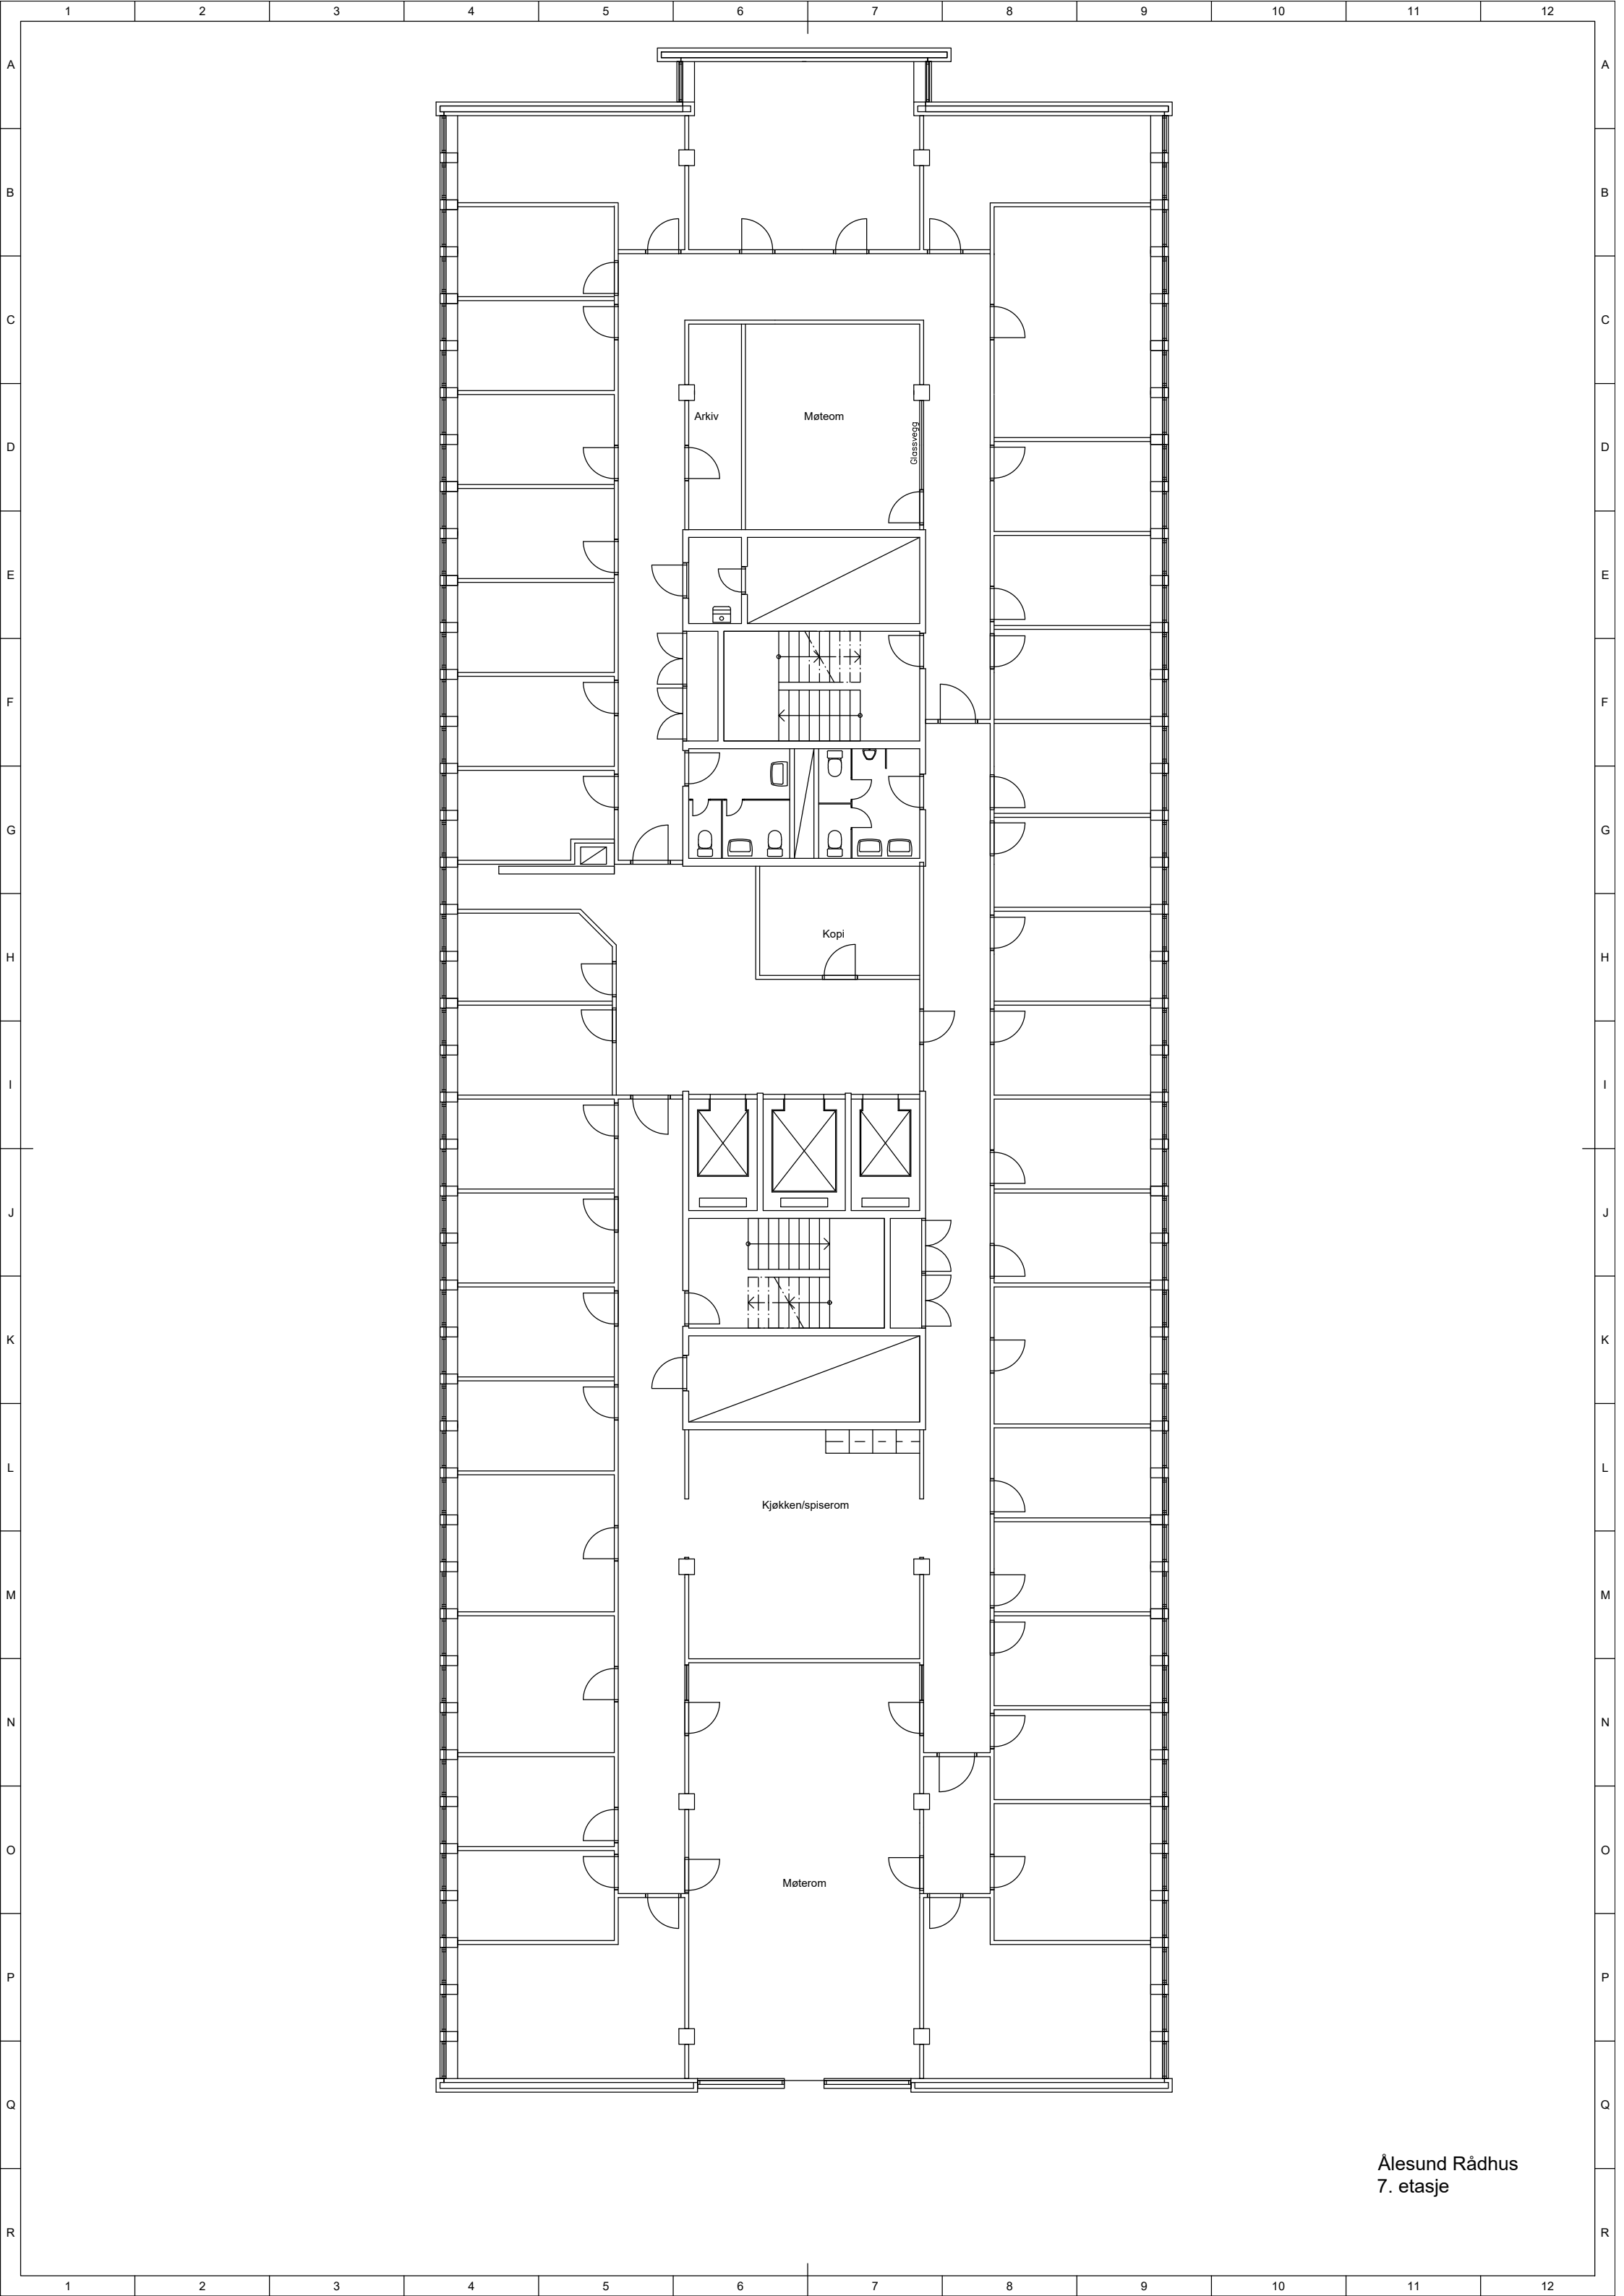 1 2 3 4 5 6 7 8 9 10 11 12
A A
B B
C C
Arkiv Møteom
Glassvegg
D D
E E
F F
G G
Kopi
H H
I I
J J
K K
L L
Kjøkken/spiserom
M M
N N
O O
Møterom
P P
Q Q
Ålesund Rådhus
7. etasje
R R
1 2 3 4 5 6 7 8 9 10 11 12